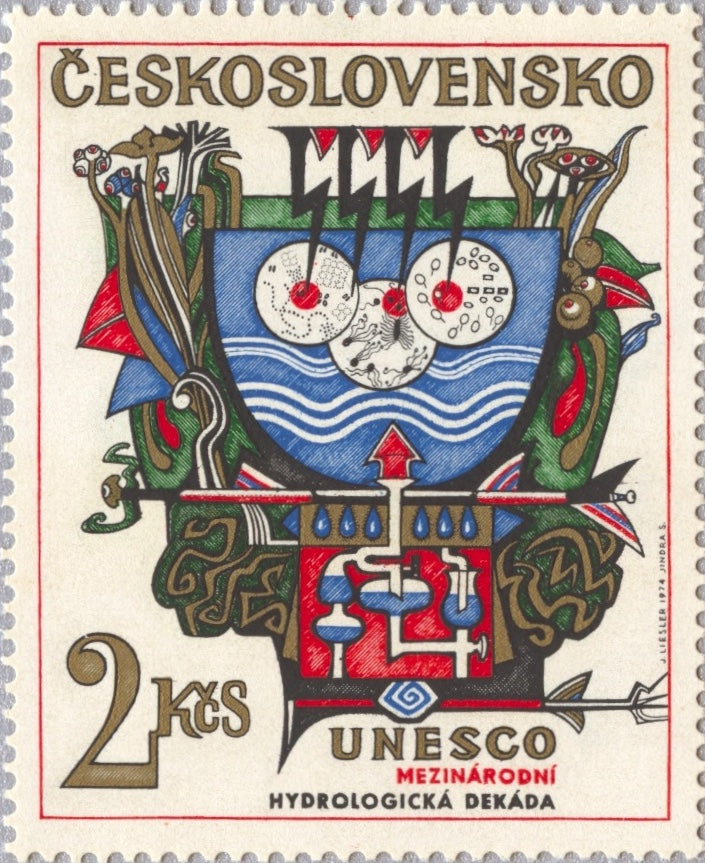 ČESKOSLOVENSKO
2 KčS
UNESCO
MEZINÁRODNÍ
HYDROLOGICKÁ DEKÁDA
J. LIESLER 1974 JINDRA S.